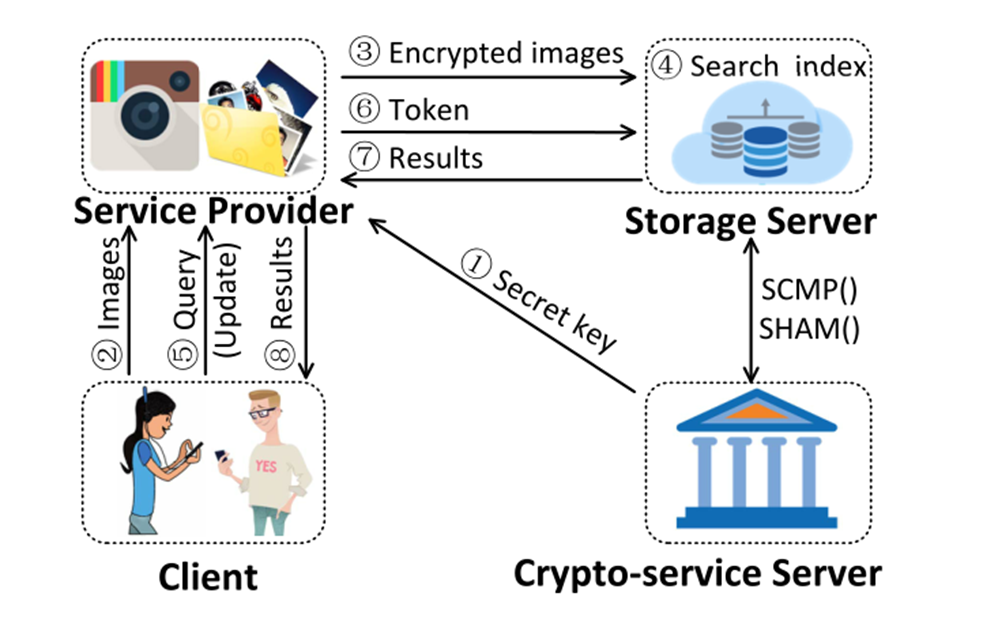 ③ Encrypted images
④ Search index
⑥ Token
⑦ Results
Service Provider
Storage Server
② Images
⑤ Query
(Update)
⑧ Results
① Secret key
SCMP()
SHAM()
YES
Client
Crypto-service Server